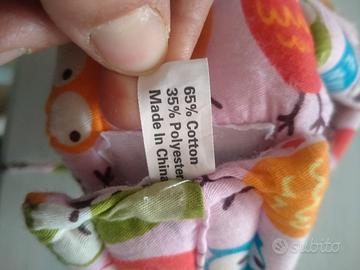 65% Cotton
35% Polyester
Made in China
subito